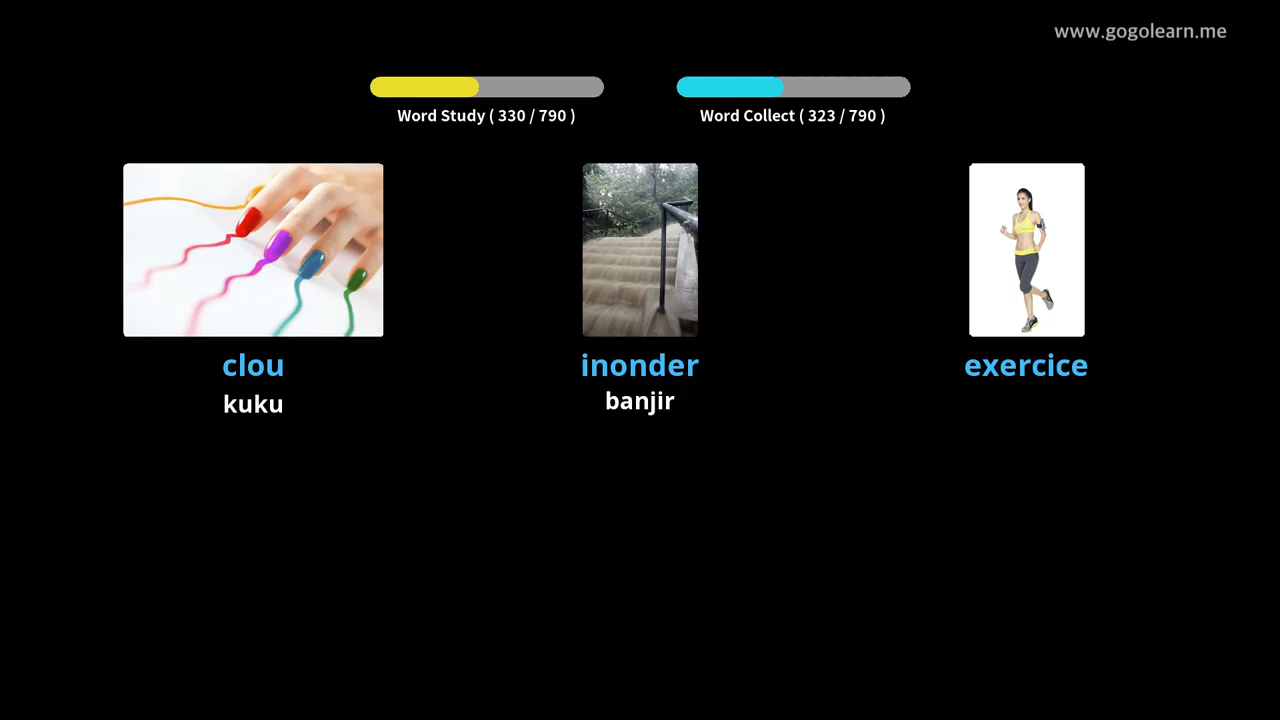 www.gogolearn.me
Word Study ( 330 / 790 )
Word Collect ( 323 / 790 )
clou
inonder
exercice
kuku
banjir